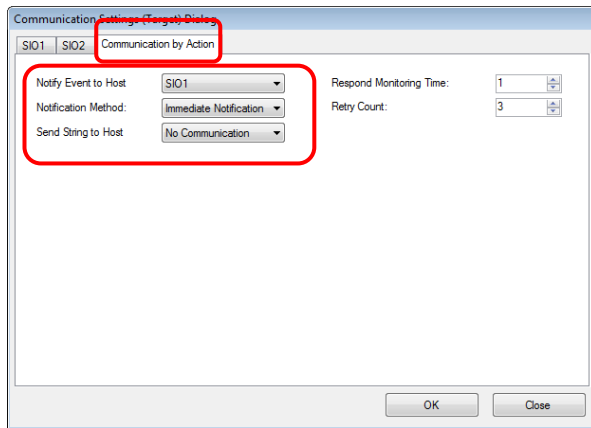 Communication Settings (Target) Dialog
SIO1 SIO2 Communication by Action
Notify Event to Host SIO1 Respond Monitoring Time: 1
Notification Method: Immediate Notification Retry Count: 3
Send String to Host No Communication
OK Close